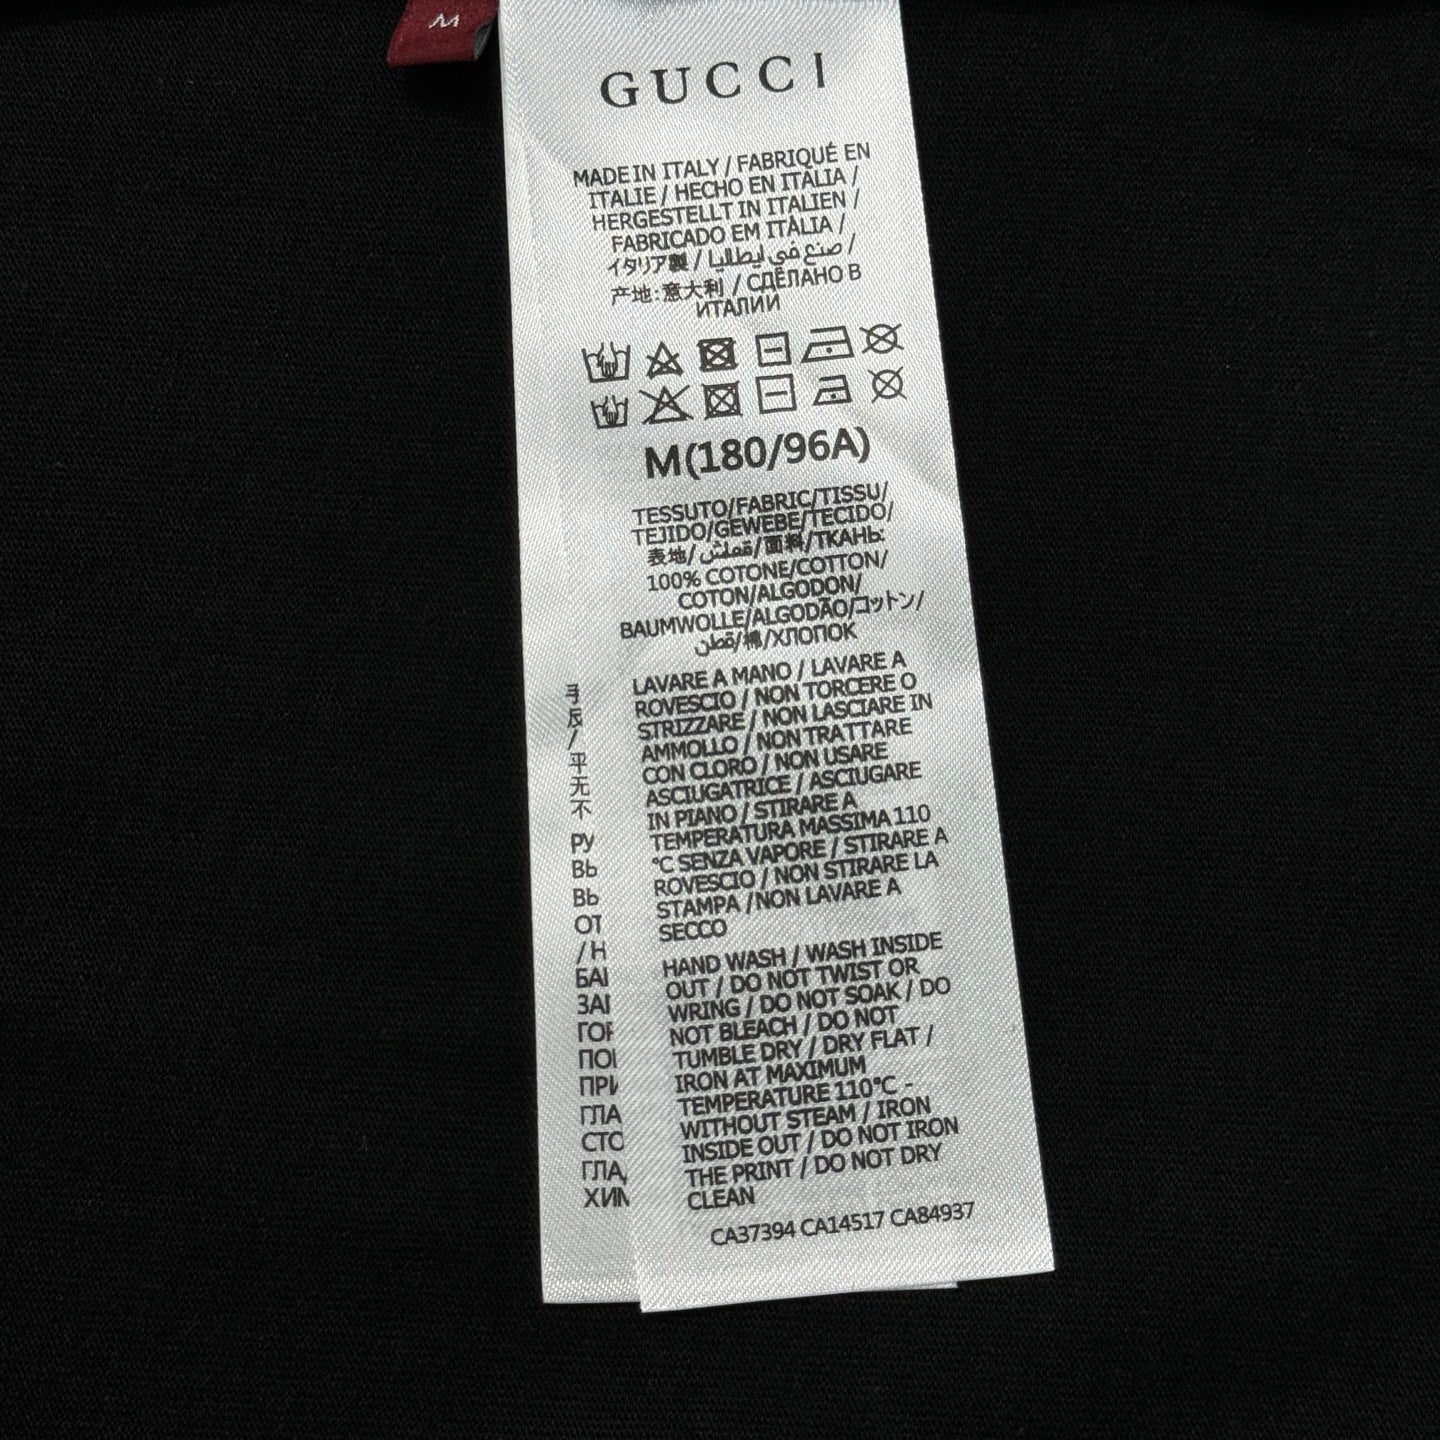 M
GUCCI
MADE IN ITALY / FABRIQUÉ EN
ITALIE / HECHO EN ITALIA /
HERGESTELLT IN ITALIEN /
FABRICADO EM ITÀLIA /
イタリア製 / صنع في ايطاليا /
产地:意大利 / СДЕЛАНО В
ИТАЛИИ
M(180/96A)
TESSUTO/FABRIC/TISSU/
TEJIDO/GEWEBE/TECIDO/
表地/قماش/面料/ТКАНЬ:
100% COTONE/COTTON/
COTON/ALGODON/
BAUMWOLLE/ALGODÃO/コットン/
قطن/棉/ХЛОПОК
LAVARE A MANO / LAVARE A
ROVESCIO / NON TORCERE O
STRIZZARE / NON LASCIARE IN
AMMOLLO / NON TRATTARE
CON CLORO / NON USARE
ASCIUGATRICE / ASCIUGARE
IN PIANO / STIRARE A
TEMPERATURA MASSIMA 110
°C SENZA VAPORE / STIRARE A
ROVESCIO / NON STIRARE LA
STAMPA /NON LAVARE A
SECCO
HAND WASH / WASH INSIDE
OUT / DO NOT TWIST OR
WRING / DO NOT SOAK / DO
NOT BLEACH / DO NOT
TUMBLE DRY / DRY FLAT /
IRON AT MAXIMUM
TEMPERATURE 110°C -
WITHOUT STEAM / IRON
INSIDE OUT / DO NOT IRON
THE PRINT / DO NOT DRY
CLEAN
CA37394 CA14517 CA84937